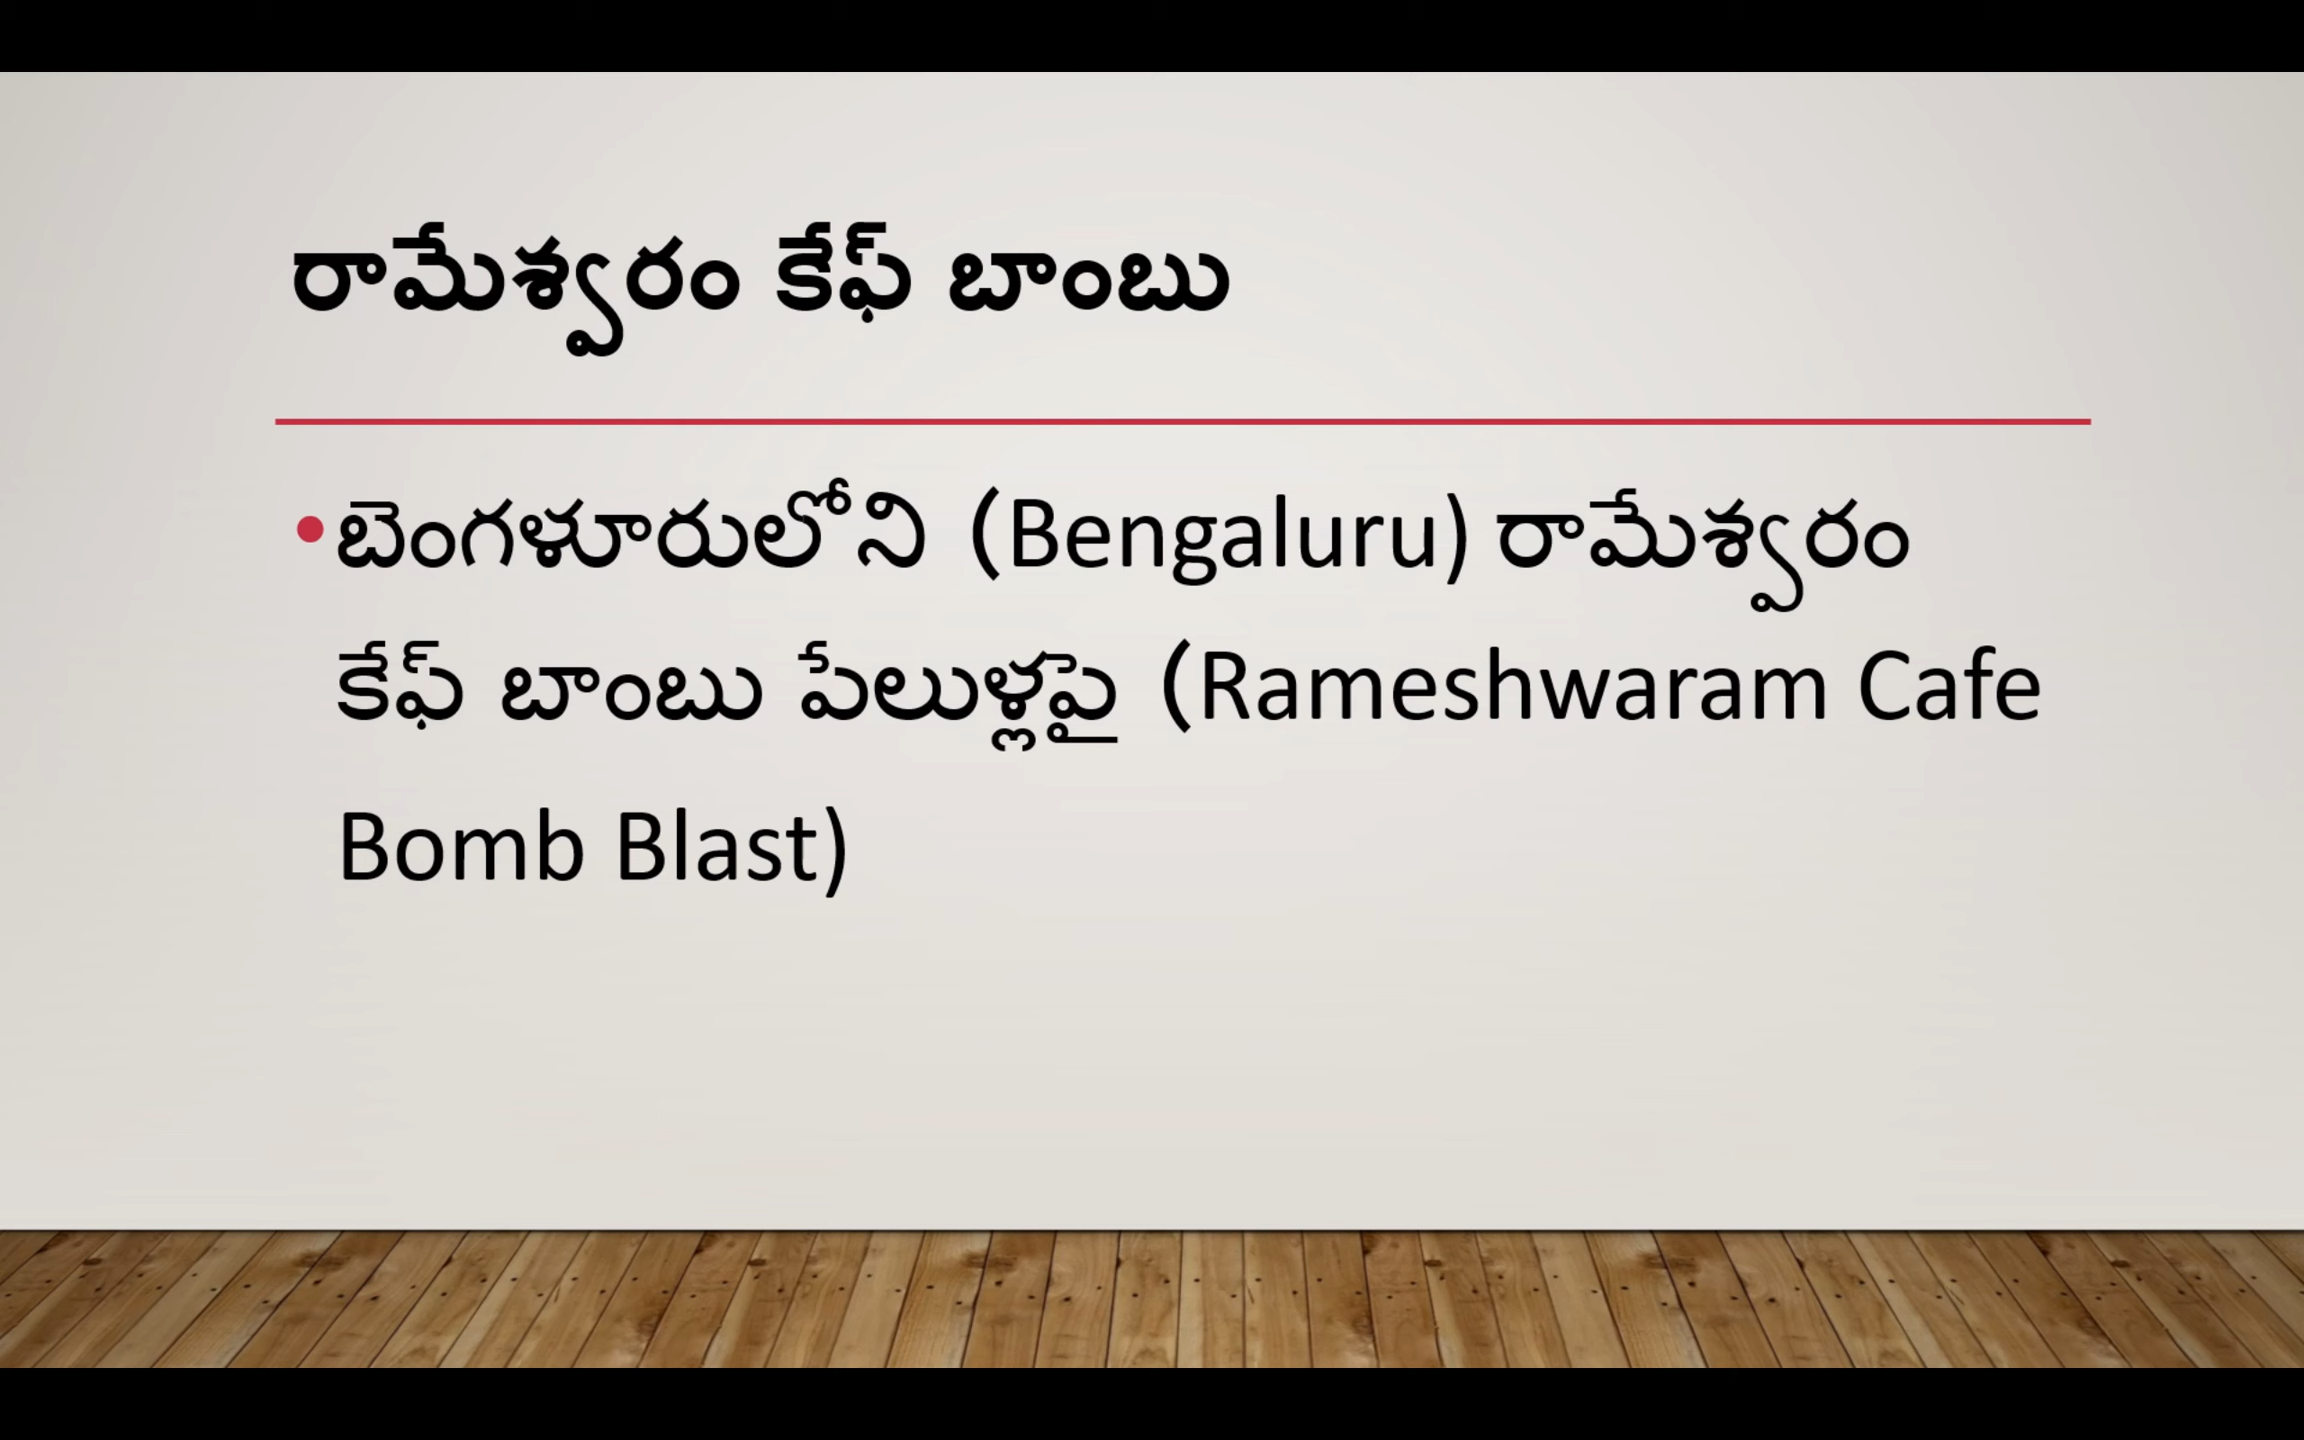 రామేశ్వరం కేఫ్ బాంబు
•బెంగళూరులోని (Bengaluru) రామేశ్వరం
కేఫ్ బాంబు పేలుళ్లపై (Rameshwaram Cafe
Bomb Blast)